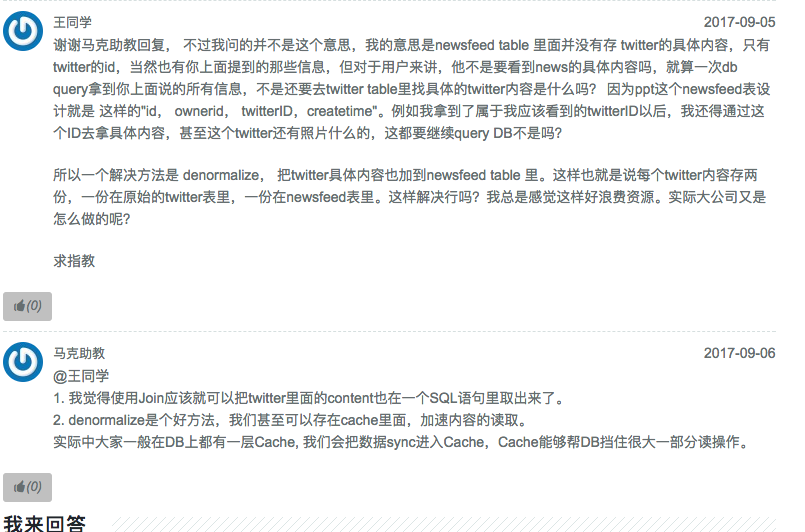 王同学 2017-09-05
谢谢马克助教回复， 不过我问的并不是这个意思，我的意思是newsfeed table 里面并没有存 twitter的具体内容，只有
twitter的id，当然也有你上面提到的那些信息，但对于用户来讲，他不是要看到news的具体内容吗，就算一次db
query拿到你上面说的所有信息，不是还要去twitter table里找具体的twitter内容是什么吗？ 因为ppt这个newsfeed表设
计就是 这样的"id， ownerid， twitterID，createtime"。例如我拿到了属于我应该看到的twitterID以后，我还得通过这
个ID去拿具体内容，甚至这个twitter还有照片什么的，这都要继续query DB不是吗?
所以一个解决方法是 denormalize， 把twitter具体内容也加到newsfeed table 里。这样也就是说每个twitter内容存两
份，一份在原始的twitter表里，一份在newsfeed表里。这样解决行吗？我总是感觉这样好浪费资源。实际大公司又是
怎么做的呢?
求指教
(0)
马克助教 2017-09-06
@王同学
1. 我觉得使用Join应该就可以把twitter里面的content也在一个SQL语句里取出来了。
2. denormalize是个好方法，我们甚至可以存在cache里面，加速内容的读取。
实际中大家一般在DB上都有一层Cache, 我们会把数据sync进入Cache，Cache能够帮DB挡住很大一部分读操作。
(0)
我来回答